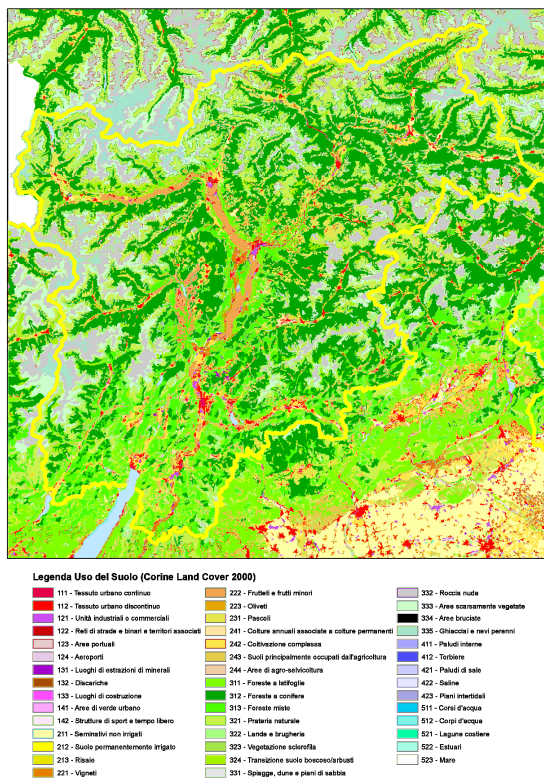 Legenda Uso del Suolo (Corine Land Cover 2000)
111 - Tessuto urbano continuo
112 - Tessuto urbano discontinuo
121 - Unità industriali o commerciali
122 - Reti di strade e binari e territori associati
123 - Aree portuali
124 - Aeroporti
131 - Luoghi di estrazioni di minerali
132 - Discariche
133 - Luoghi di costruzione
141 - Aree di verde urbano
142 - Strutture di sport e tempo libero
211 - Seminativi non irrigati
212 - Suolo permanentemente irrigato
213 - Risaie
221 - Vigneti
222 - Frutteti e frutti minori
223 - Oliveti
231 - Pascoli
241 - Colture annuali associate a colture permanenti
242 - Coltivazione complessa
243 - Suoli principalmente occupati dall'agricoltura
244 - Aree di agro-selvicoltura
311 - Foreste a latifoglie
312 - Foreste a conifere
313 - Foreste miste
321 - Prateria naturale
322 - Lande e brugheria
323 - Vegetazione sclerofila
324 - Transizione suolo boscoso/arbusti
331 - Spiagge, dune e piani di sabbia
332 - Roccia nuda
333 - Aree scarsamente vegetate
334 - Aree bruciate
335 - Ghiacciai e nevi perenni
411 - Paludi interne
412 - Torbiere
421 - Paludi di sale
422 - Saline
423 - Piani intertidali
511 - Corsi d'acqua
512 - Corpi d'acqua
521 - Lagune costiere
522 - Estuari
523 - Mare